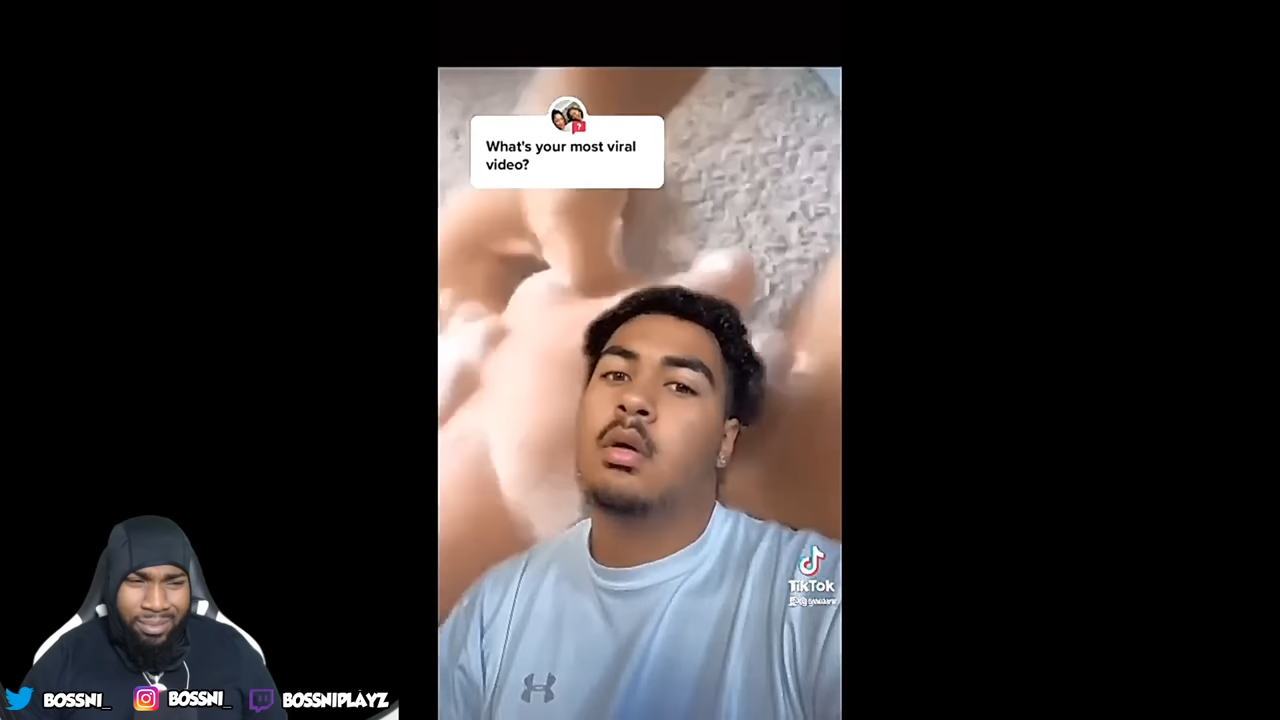 What's your most viral
video?
TikTok
BOSSNI_
BOSSNI_
BOSSNIPLAYZ